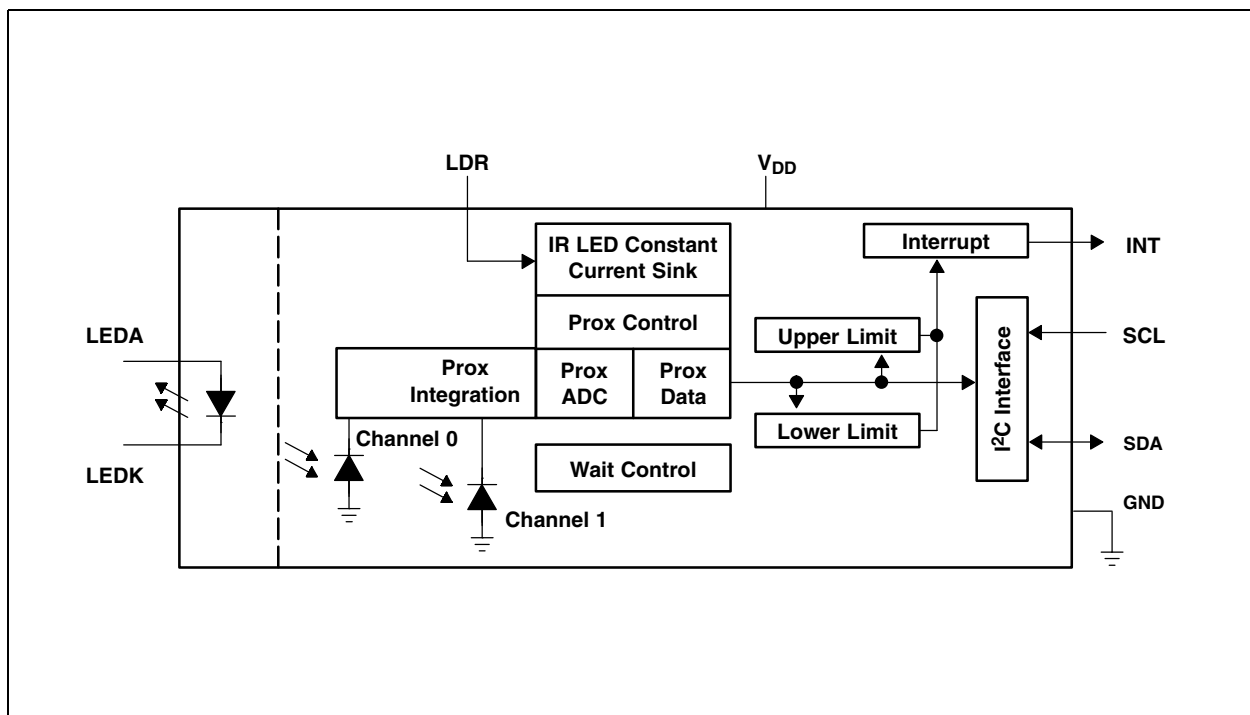 LDR
V_DD
IR LED Constant
Current Sink
Interrupt
INT
Prox Control
LEDA
Upper Limit
SCL
Prox
Integration
Prox
ADC
Prox
Data
I²C Interface
Lower Limit
Channel 0
SDA
LEDK
Wait Control
GND
Channel 1